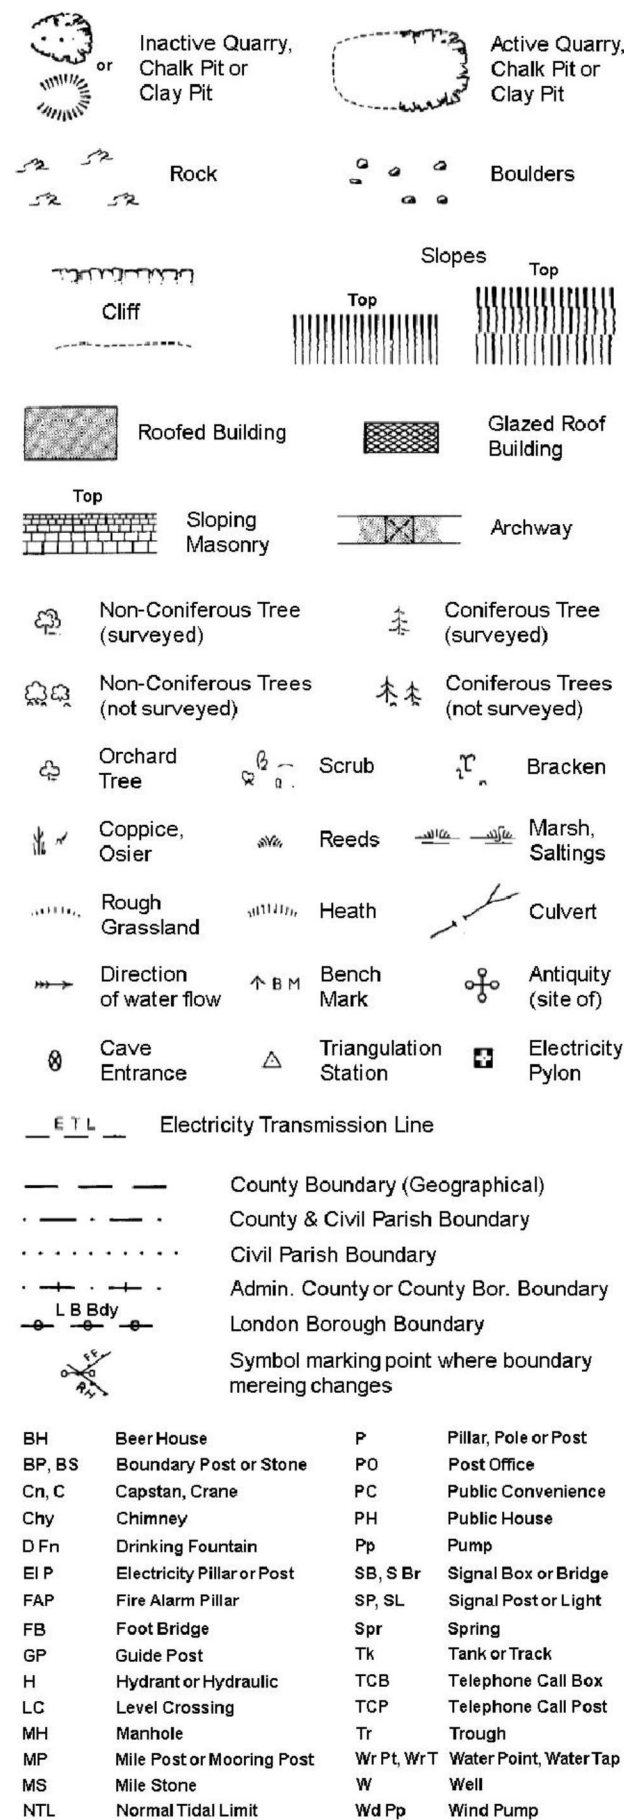 or
Inactive Quarry,
Chalk Pit or
Clay Pit
Active Quarry,
Chalk Pit or
Clay Pit
Rock
Boulders
Cliff
Slopes
Top
Top
Roofed Building
Glazed Roof
Building
Top
Sloping
Masonry
Archway
Non-Coniferous Tree
(surveyed)
Coniferous Tree
(surveyed)
Non-Coniferous Trees
(not surveyed)
Coniferous Trees
(not surveyed)
Orchard
Tree
Scrub
Bracken
Coppice,
Osier
Reeds
Marsh,
Saltings
Rough
Grassland
Heath
Culvert
Direction
of water flow
B M
Bench
Mark
Antiquity
(site of)
Cave
Entrance
Triangulation
Station
Electricity
Pylon
E T L
Electricity Transmission Line
County Boundary (Geographical)
County & Civil Parish Boundary
Civil Parish Boundary
Admin. County or County Bor. Boundary
L B Bdy
London Borough Boundary
FF
RH
Symbol marking point where boundary
mereing changes
BH Beer House P Pillar, Pole or Post
BP, BS Boundary Post or Stone PO Post Office
Cn, C Capstan, Crane PC Public Convenience
Chy Chimney PH Public House
D Fn Drinking Fountain Pp Pump
El P Electricity Pillar or Post SB, S Br Signal Box or Bridge
FAP Fire Alarm Pillar SP, SL Signal Post or Light
FB Foot Bridge Spr Spring
GP Guide Post Tk Tank or Track
H Hydrant or Hydraulic TCB Telephone Call Box
LC Level Crossing TCP Telephone Call Post
MH Manhole Tr Trough
MP Mile Post or Mooring Post Wr Pt, Wr T Water Point, Water Tap
MS Mile Stone W Well
NTL Normal Tidal Limit Wd Pp Wind Pump